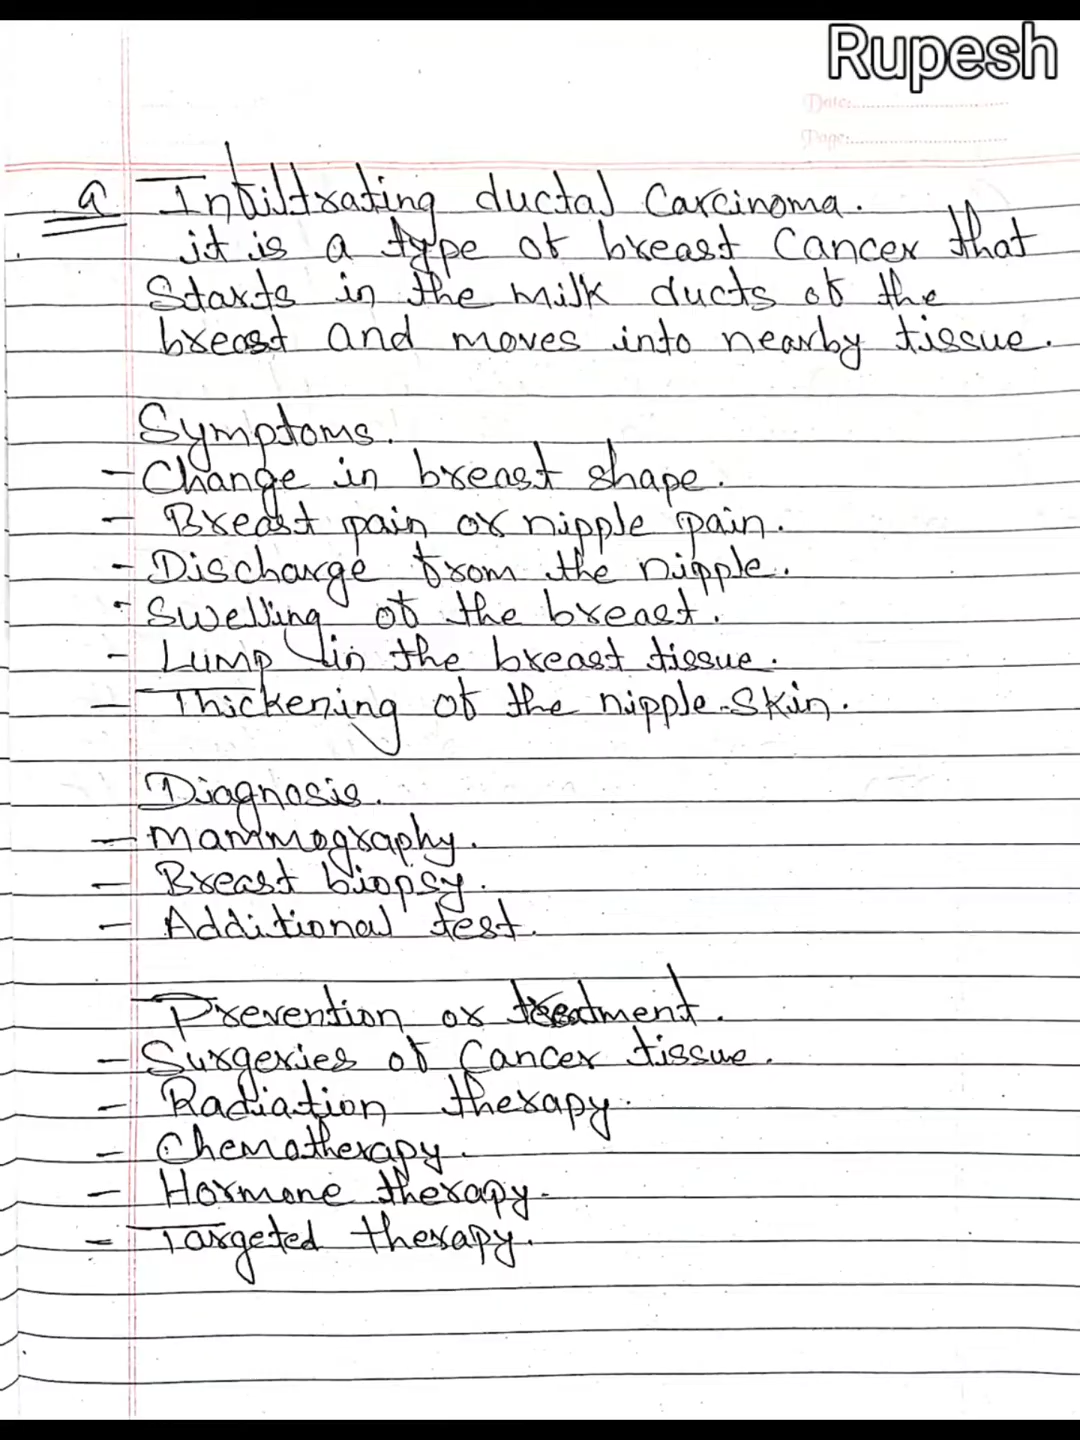 Rupesh
Date:
Page:
a Infiltrating ductal Carcinoma.
it is a type of breast Cancer that
Starts in the milk ducts of the
breast and moves into nearby tissue.
Symptoms.
- Change in breast shape.
- Breast pain or nipple pain.
- Discharge from the nipple.
- Swelling of the breast.
- Lump in the breast tissue.
- Thickening of the nipple-skin.
Diagnosis.
- Mammography.
- Breast biopsy.
- Additional test.
Prevention or treatment.
- Surgeries of Cancer tissue.
- Radiation therapy.
- Chemotherapy.
- Hormone therapy-
- Targeted therapy.